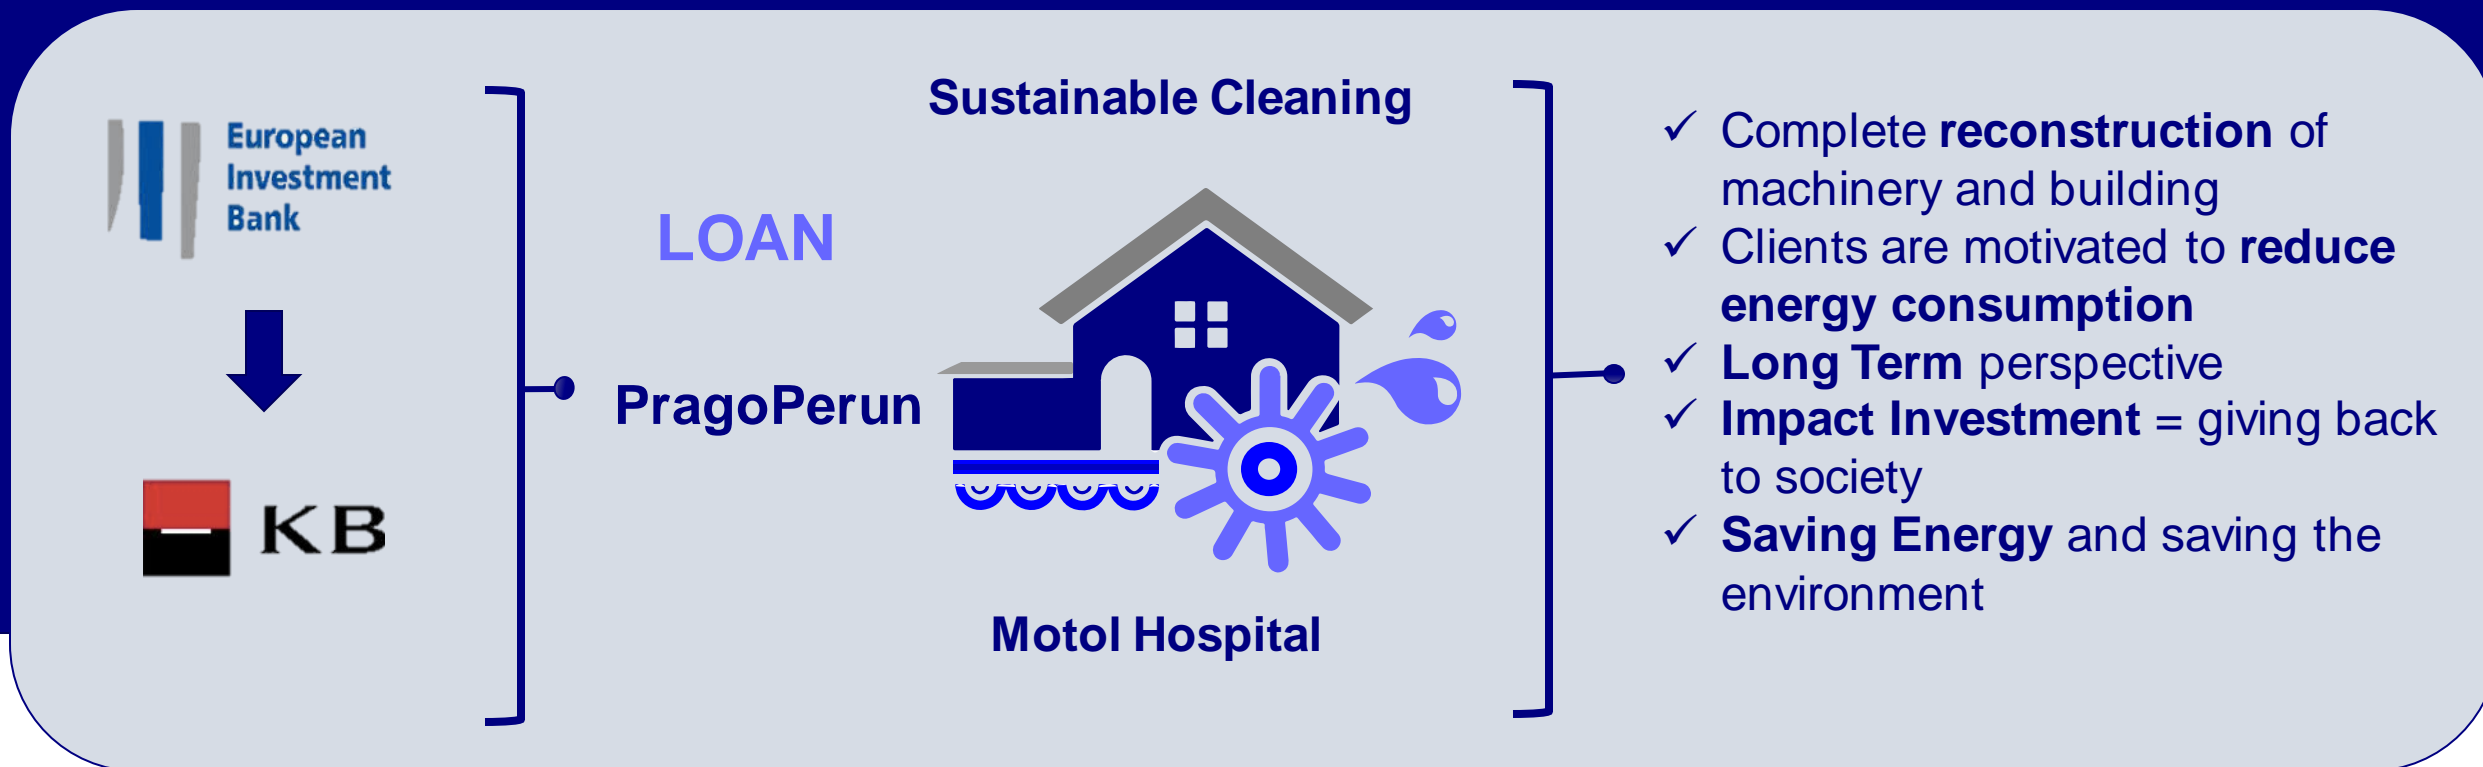 European
Investment
Bank
KB
LOAN
PragoPerun
Sustainable Cleaning
Motol Hospital
✓ Complete reconstruction of
machinery and building
✓ Clients are motivated to reduce
energy consumption
✓ Long Term perspective
✓ Impact Investment = giving back
to society
✓ Saving Energy and saving the
environment